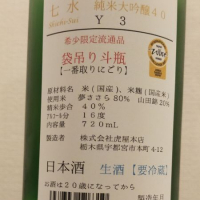 七水 純米大吟醸40
Y3
希少限定流通品
袋吊り斗瓶
【一番取りにごり】
原材料名 米(国産)、米麹(国産)
使用米 夢ささら80% 山田錦20%
精米歩合 40%
アルコール分 16度
内容量 720mL
製造者 株式会社虎屋本店
栃木県宇都宮市本町4-12
日本酒 生酒【要冷蔵】
お酒は20歳になってから
製造年月